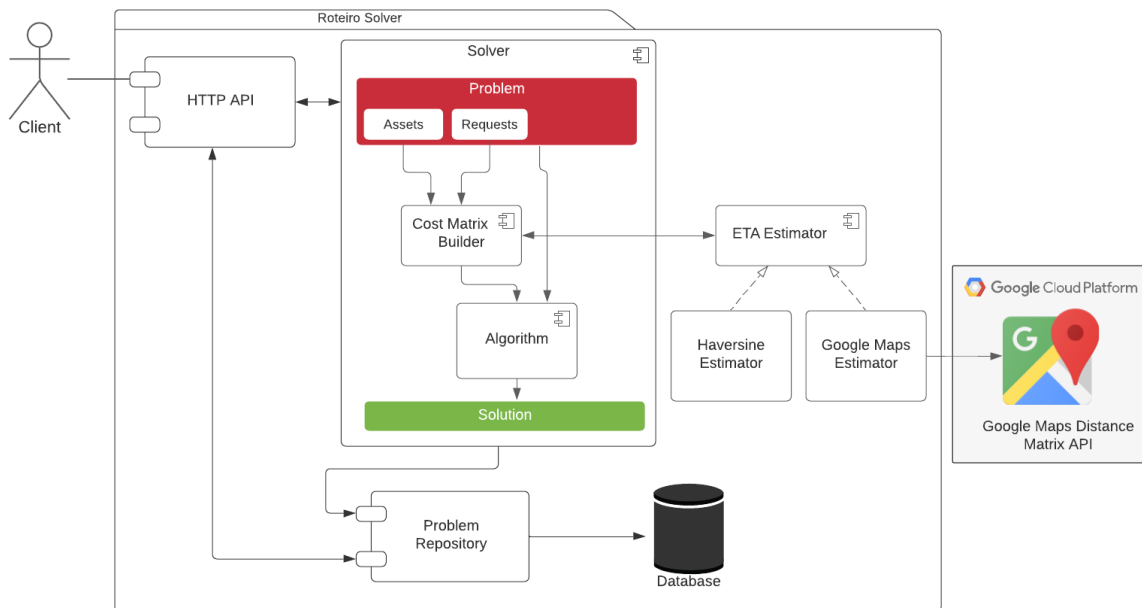 Roteiro Solver
Client
HTTP API
Solver
Problem
Assets
Requests
Cost Matrix
Builder
ETA Estimator
Algorithm
Haversine
Estimator
Google Maps
Estimator
Solution
Google Cloud Platform
G
Google Maps Distance
Matrix API
Problem
Repository
Database